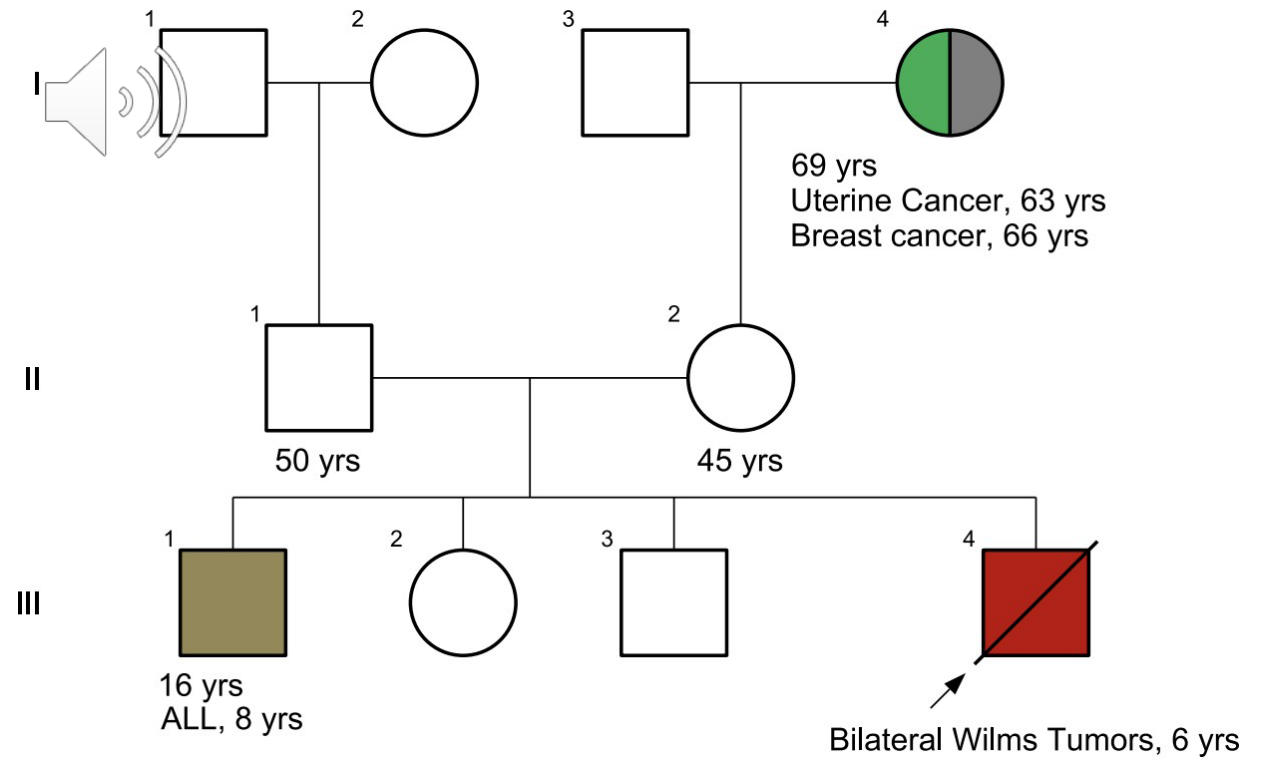 1
2
3
4
I
69 yrs
Uterine Cancer, 63 yrs
Breast cancer, 66 yrs
1
2
II
50 yrs
45 yrs
1
2
3
4
III
16 yrs
ALL, 8 yrs
Bilateral Wilms Tumors, 6 yrs